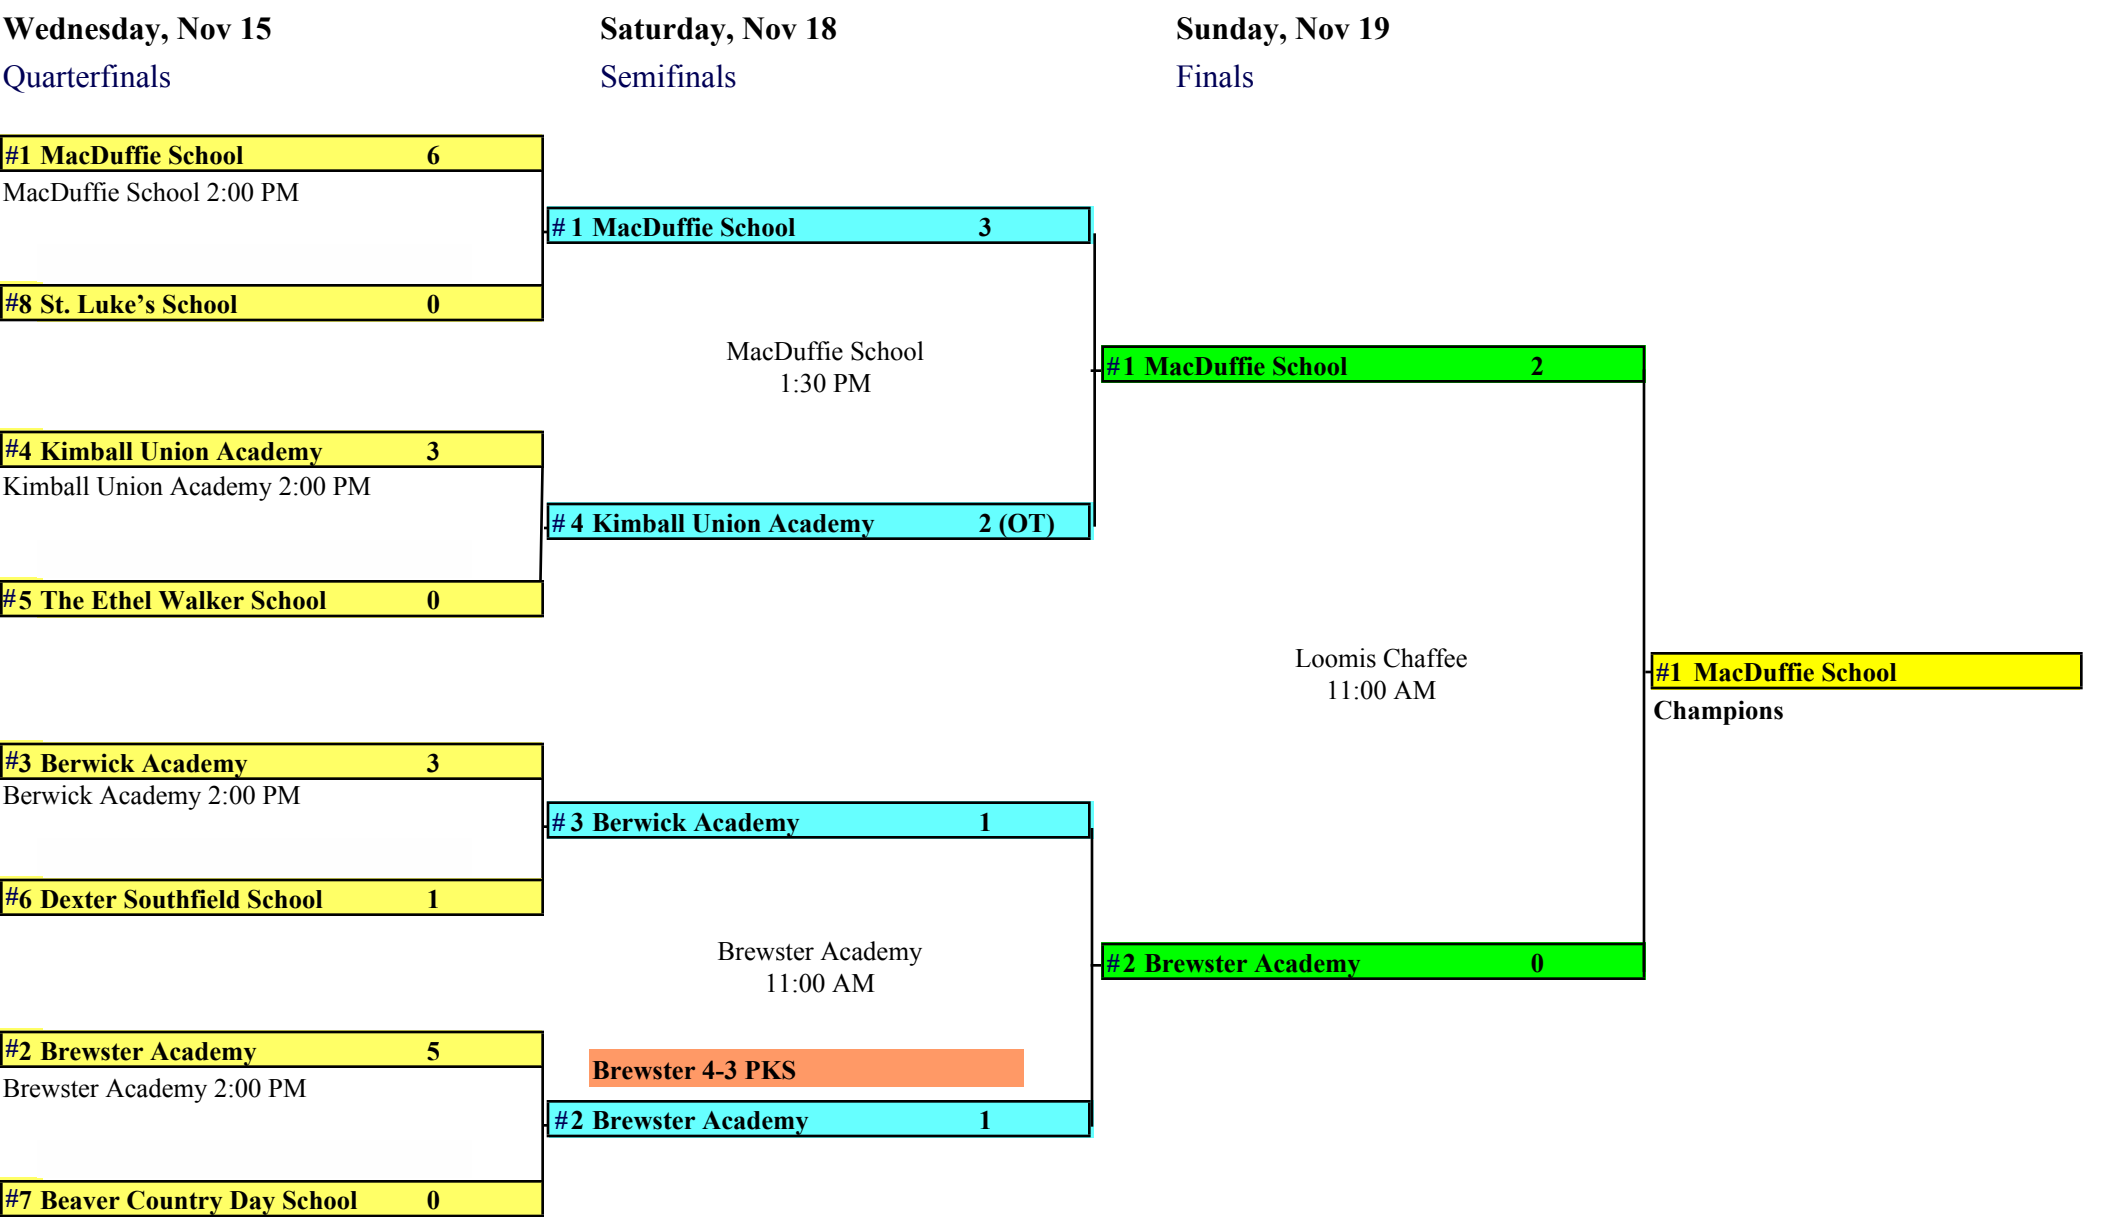 Wednesday, Nov 15
Quarterfinals
#1 MacDuffie School 6
MacDuffie School 2:00 PM
#8 St. Luke’s School 0
#4 Kimball Union Academy 3
Kimball Union Academy 2:00 PM
#5 The Ethel Walker School 0
#3 Berwick Academy 3
Berwick Academy 2:00 PM
#6 Dexter Southfield School 1
#2 Brewster Academy 5
Brewster Academy 2:00 PM
#7 Beaver Country Day School 0
Saturday, Nov 18
Semifinals
# 1 MacDuffie School 3
MacDuffie School
1:30 PM
# 4 Kimball Union Academy 2 (OT)
# 3 Berwick Academy 1
Brewster Academy
11:00 AM
Brewster 4-3 PKS
#2 Brewster Academy 1
Sunday, Nov 19
Finals
#1 MacDuffie School 2
Loomis Chaffee
11:00 AM
#2 Brewster Academy 0
#1 MacDuffie School
Champions